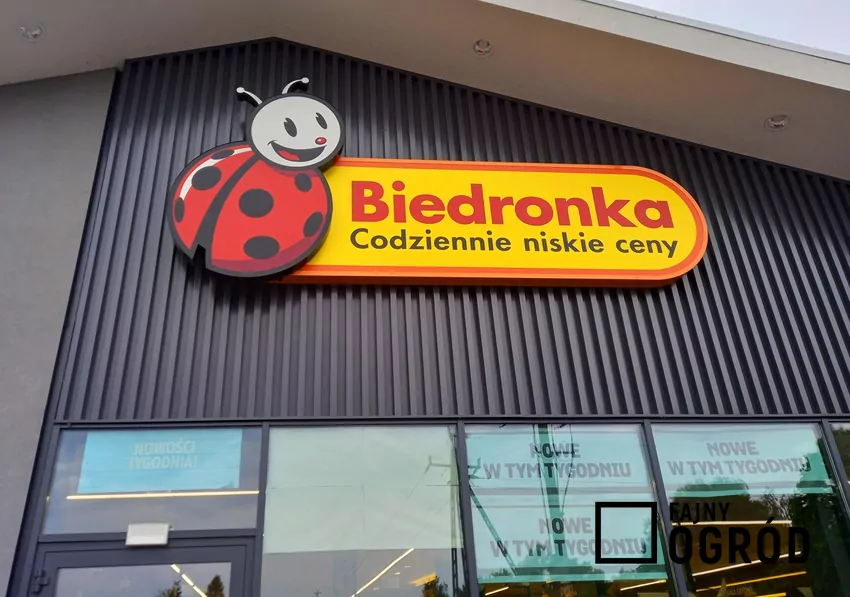 Biedronka
Codziennie niskie ceny
NOWOŚCI
TYGODNIA!
NOWE
W TYM TYGODNIU
NOWE
W TYM TYGODNIU
NOWE
W TYM TYGODNIU
FAJNY
OGRÓD